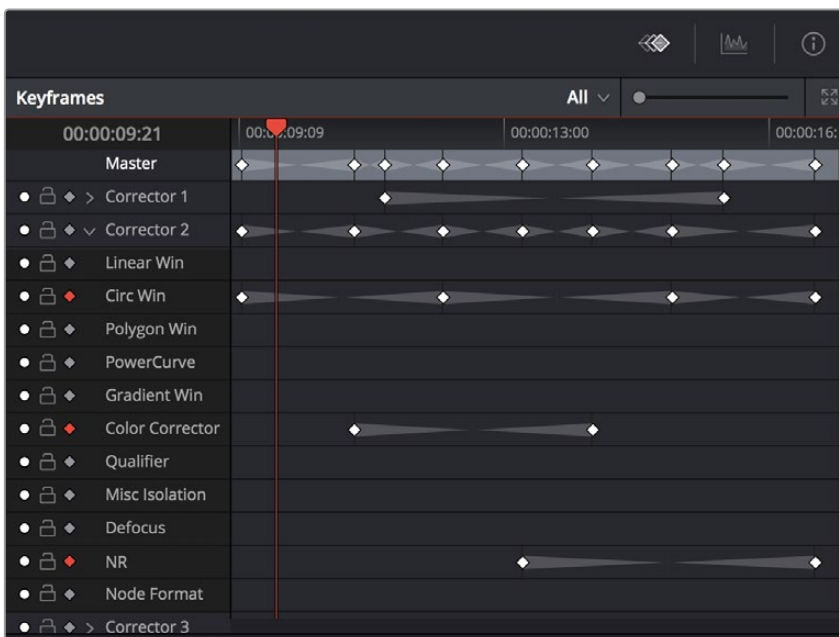 Keyframes All
00:00:09:21 00:00:09:09 00:00:13:00 00:00:16:
Master
Corrector 1
Corrector 2
Linear Win
Circ Win
Polygon Win
PowerCurve
Gradient Win
Color Corrector
Qualifier
Misc Isolation
Defocus
NR
Node Format
Corrector 3